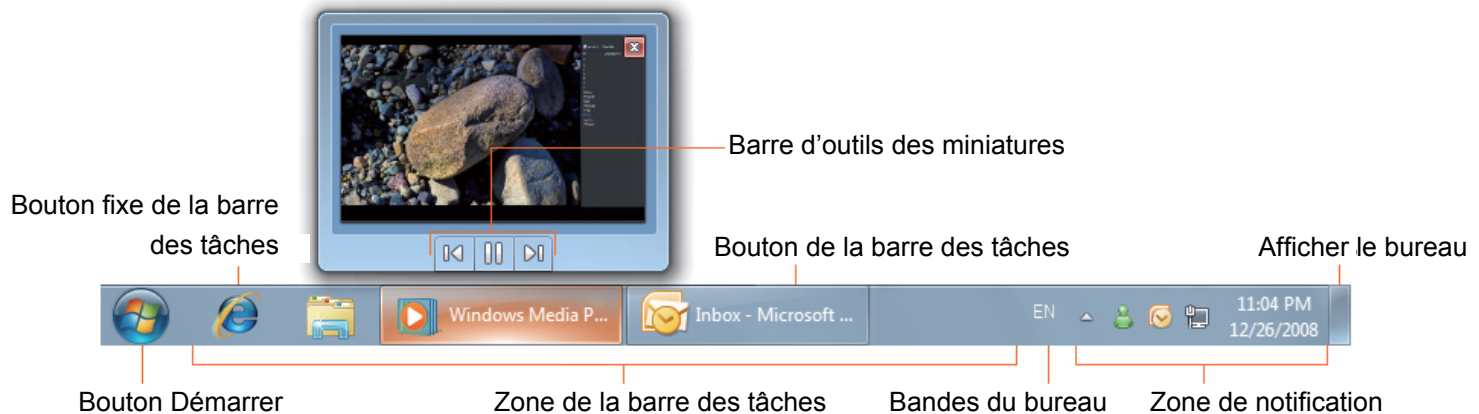 Barre d’outils des miniatures
Bouton fixe de la barre
des tâches
Bouton de la barre des tâches
Afficher le bureau
Windows Media P...
Inbox - Microsoft ...
EN
11:04 PM
12/26/2008
Bouton Démarrer
Zone de la barre des tâches
Bandes du bureau
Zone de notification